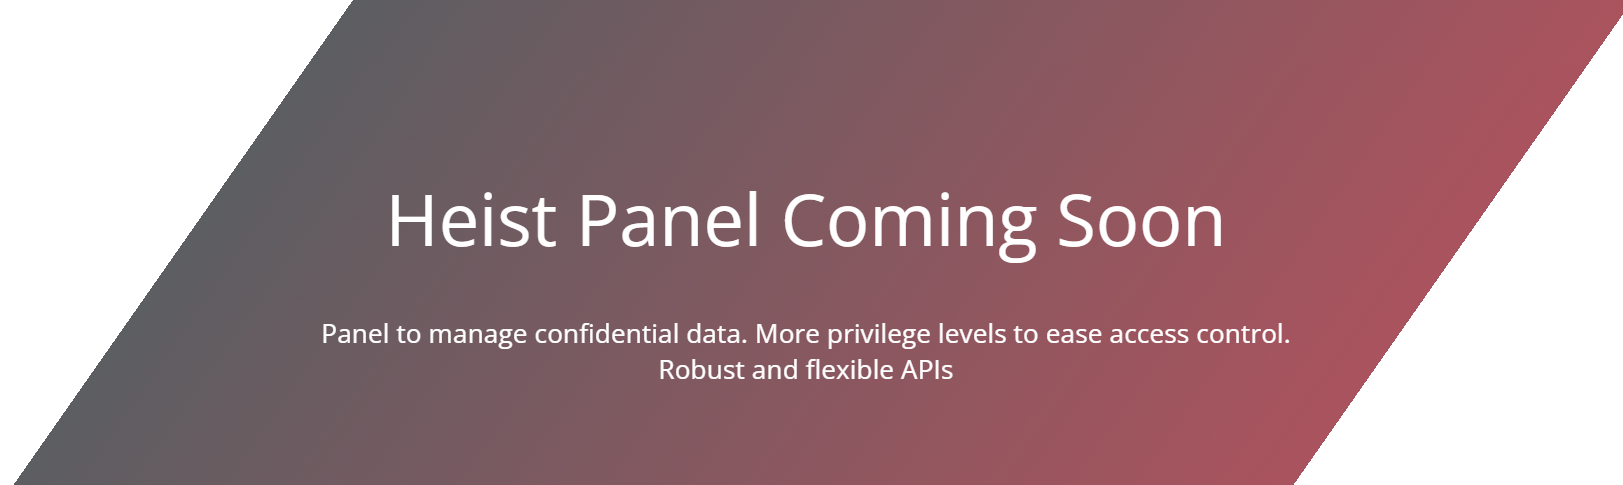 Heist Panel Coming Soon
Panel to manage confidential data. More privilege levels to ease access control.
Robust and flexible APIs